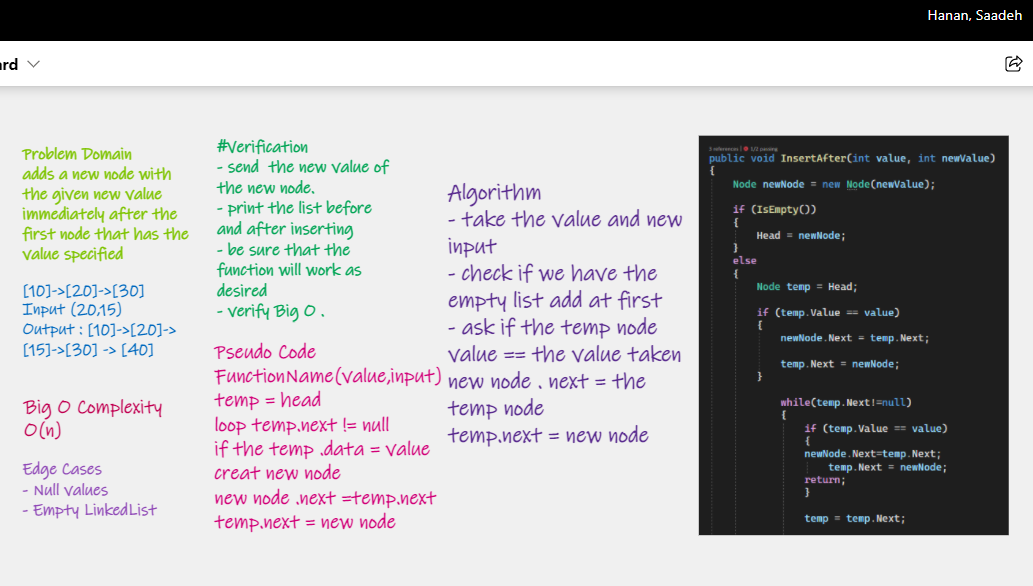 Hanan, Saadeh
ard
Problem Domain
adds a new node with
the given new value
immediately after the
first node that has the
value specified
[10]->[20]->[30]
Input (20,15)
Output : [10]->[20]->
[15]->[30] -> [40]
Big O Complexity
O(n)
Edge Cases
- Null values
- Empty LinkedList
#Verification
- send the new value of
the new node.
- print the list before
and after inserting
- be sure that the
function will work as
desired
- verify Big O .
Pseudo Code
FunctionName(value,input)
temp = head
loop temp.next != null
if the temp .data = value
creat new node
new node .next =temp.next
temp.next = new node
Algorithm
- take the value and new
input
- check if we have the
empty list add at first
- ask if the temp node
value == the value taken
new node . next = the
temp node
temp.next = new node
3 references | 1/2 passing
public void InsertAfter(int value, int newValue)
{
Node newNode = new Node(newValue);
if (IsEmpty())
{
Head = newNode;
}
else
{
Node temp = Head;
if (temp.Value == value)
{
newNode.Next = temp.Next;
temp.Next = newNode;
}
while(temp.Next!=null)
{
if (temp.Value == value)
{
newNode.Next=temp.Next;
temp.Next = newNode;
return;
}
temp = temp.Next;